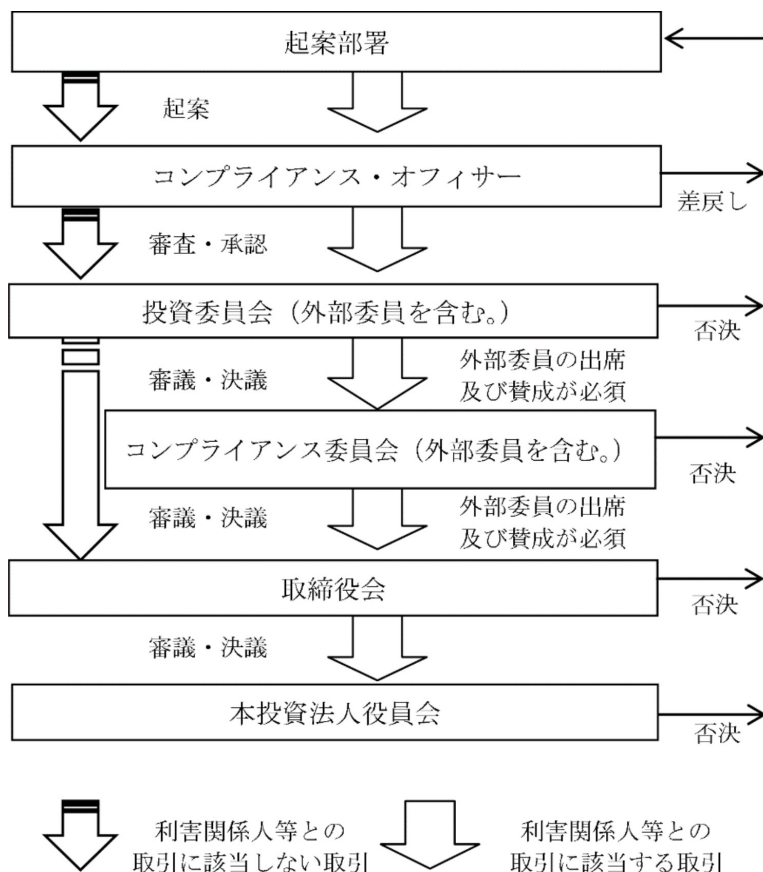 起案部署
起案
コンプライアンス・オフィサー
差戻し
審査・承認
投資委員会（外部委員を含む。）
否決
審議・決議
外部委員の出席
及び賛成が必須
コンプライアンス委員会（外部委員を含む。）
否決
審議・決議
外部委員の出席
及び賛成が必須
取締役会
否決
審議・決議
本投資法人役員会
否決
利害関係人等との
取引に該当しない取引
利害関係人等との
取引に該当する取引